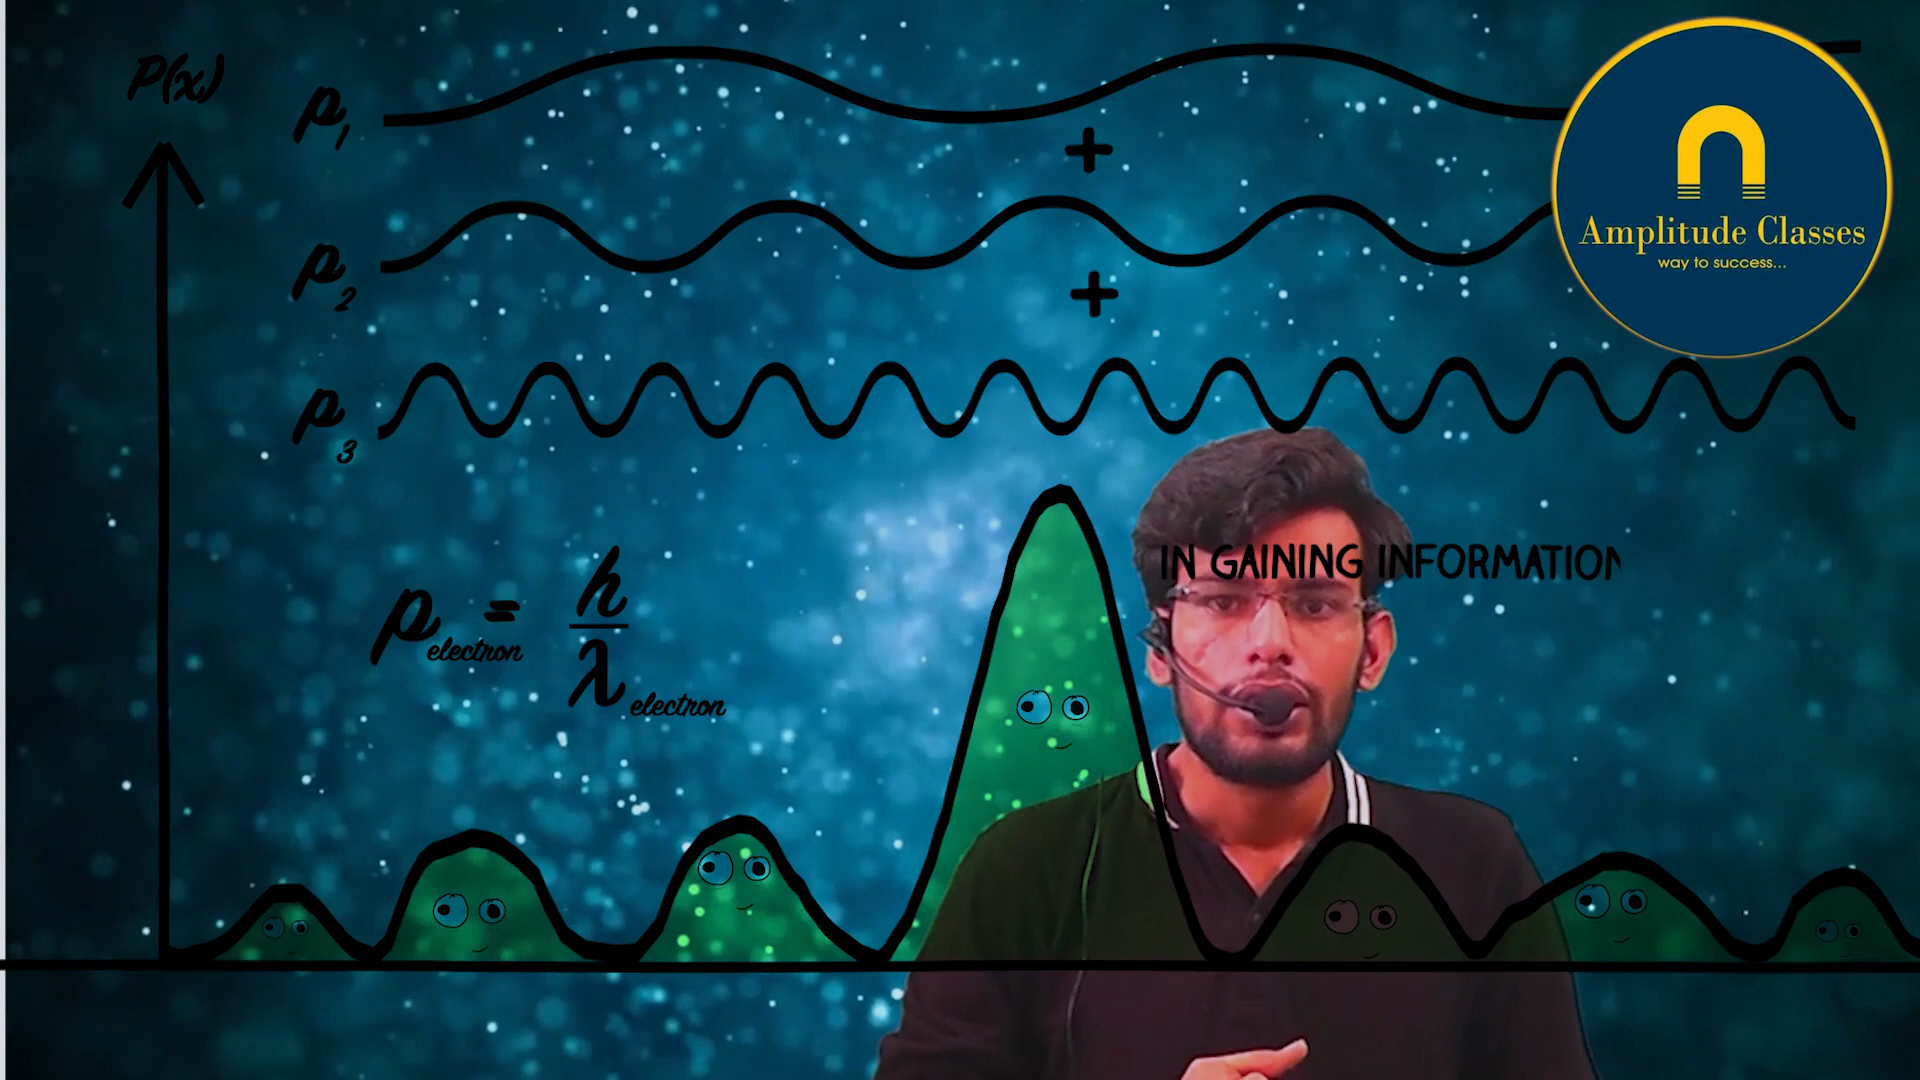 P(x)
p1
+
p2
+
p3
Amplitude Classes
way to success...
IN GAINING INFORMATION
p electron = h
λ electron